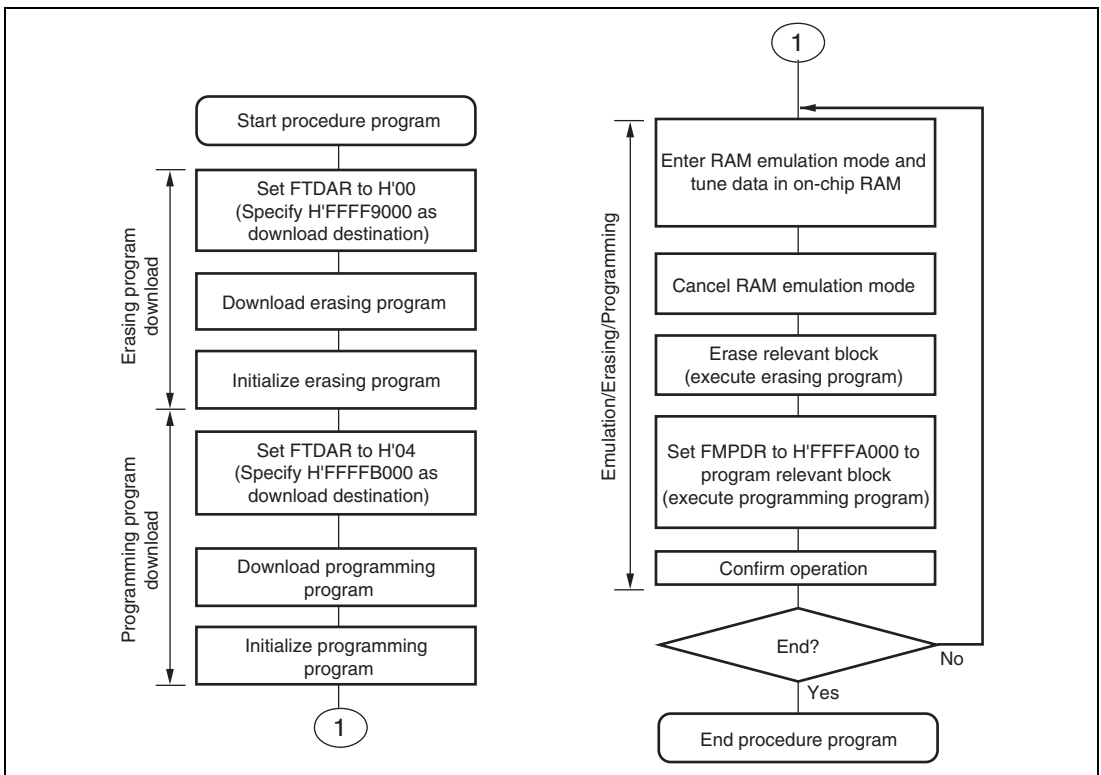 Start procedure program
Erasing program
download
Set FTDAR to H'00
(Specify H'FFFF9000 as
download destination)
Download erasing program
Initialize erasing program
Programming program
download
Set FTDAR to H'04
(Specify H'FFFFB000 as
download destination)
Download programming
program
Initialize programming
program
1
1
Emulation/Erasing/Programming
Enter RAM emulation mode and
tune data in on-chip RAM
Cancel RAM emulation mode
Erase relevant block
(execute erasing program)
Set FMPDR to H'FFFFA000 to
program relevant block
(execute programming program)
Confirm operation
End?
No
Yes
End procedure program